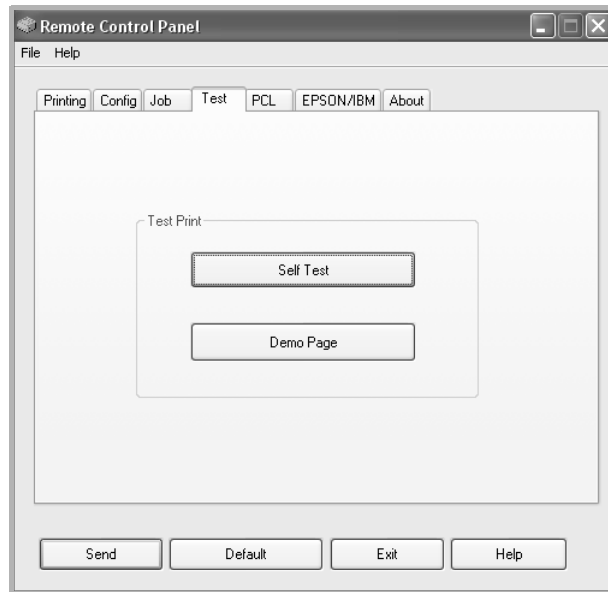 Remote Control Panel
File Help
Printing Config Job Test PCL EPSON/IBM About
Test Print
Self Test
Demo Page
Send Default Exit Help